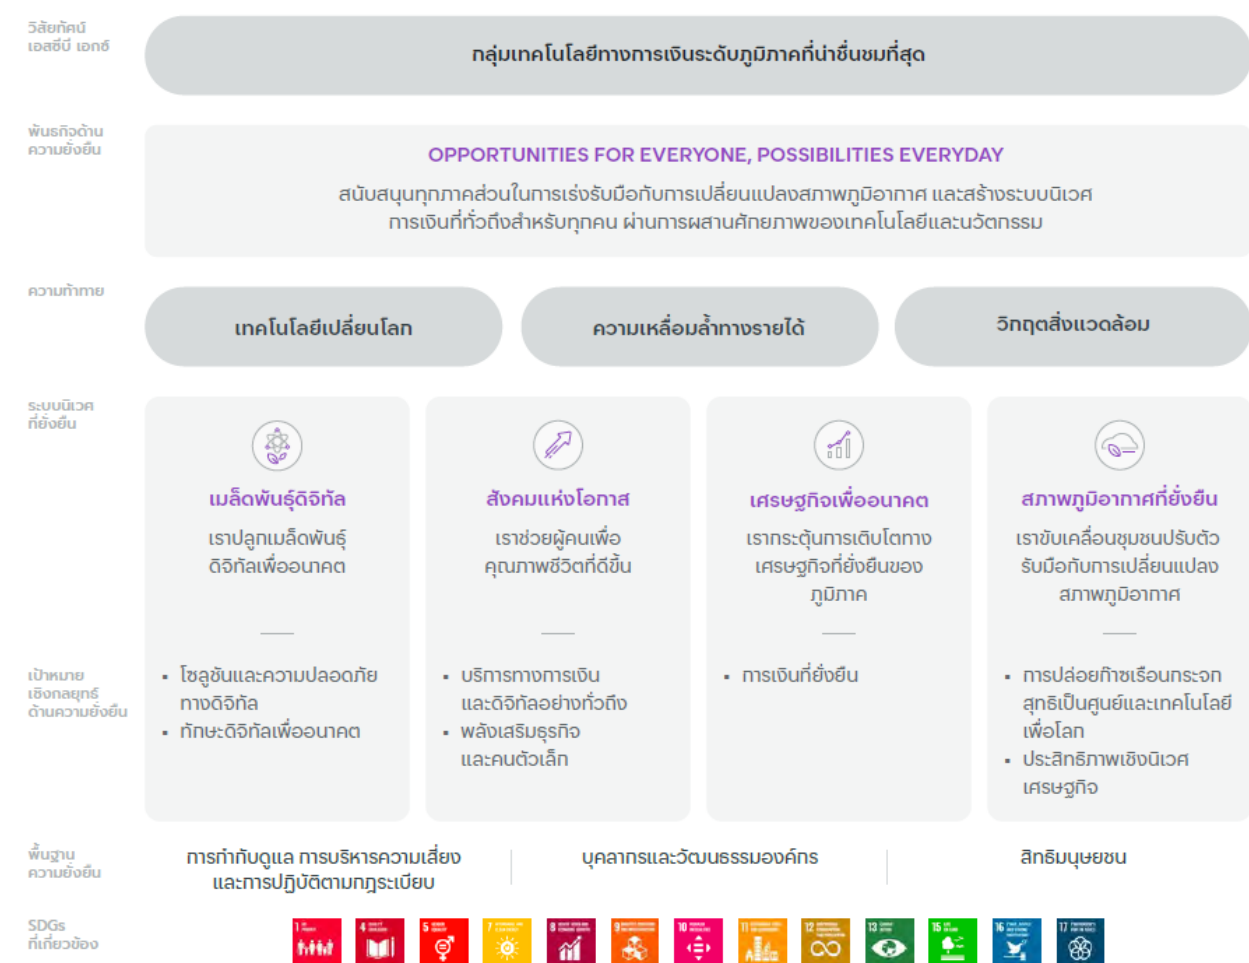 วิสัยทัศน์
เอสซีบี เอกซ์
กลุ่มเทคโนโลยีทางการเงินระดับภูมิภาคที่น่าชื่นชมที่สุด
พันธกิจด้าน
ความยั่งยืน
OPPORTUNITIES FOR EVERYONE, POSSIBILITIES EVERYDAY
สนับสนุนทุกภาคส่วนในการเร่งรับมือกับการเปลี่ยนแปลงสภาพภูมิอากาศ และสร้างระบบนิเวศ
การเงินที่ทั่วถึงสำหรับทุกคน ผ่านการผสานศักยภาพของเทคโนโลยีและนวัตกรรม
ความท้าทาย
เทคโนโลยีเปลี่ยนโลก
ความเหลื่อมล้ำทางรายได้
วิกฤตสิ่งแวดล้อม
ระบบนิเวศ
ที่ยั่งยืน
เมล็ดพันธุ์ดิจิทัล
เราปลูกเมล็ดพันธุ์
ดิจิทัลเพื่ออนาคต
สังคมแห่งโอกาส
เราช่วยผู้คนเพื่อ
คุณภาพชีวิตที่ดีขึ้น
เศรษฐกิจเพื่ออนาคต
เรากระตุ้นการเติบโตทาง
เศรษฐกิจที่ยั่งยืนของ
ภูมิภาค
สภาพภูมิอากาศที่ยั่งยืน
เราขับเคลื่อนชุมชนปรับตัว
รับมือกับการเปลี่ยนแปลง
สภาพภูมิอากาศ
เป้าหมาย
เชิงกลยุทธ์
ด้านความยั่งยืน
▪ โซลูชันและความปลอดภัย
ทางดิจิทัล
▪ ทักษะดิจิทัลเพื่ออนาคต
▪ บริการทางการเงิน
และดิจิทัลอย่างทั่วถึง
▪ พลังเสริมธุรกิจ
และคนตัวเล็ก
▪ การเงินที่ยั่งยืน
▪ การปล่อยก๊าซเรือนกระจก
สุทธิเป็นศูนย์และเทคโนโลยี
เพื่อโลก
▪ ประสิทธิภาพเชิงนิเวศ
เศรษฐกิจ
พื้นฐาน
ความยั่งยืน
การกำกับดูแล การบริหารความเสี่ยง
และการปฏิบัติตามกฎระเบียบ
บุคลากรและวัฒนธรรมองค์กร
สิทธิมนุษยชน
SDGs
ที่เกี่ยวข้อง
1
4
5
7
8
9
10
11
12
13
15
16
17